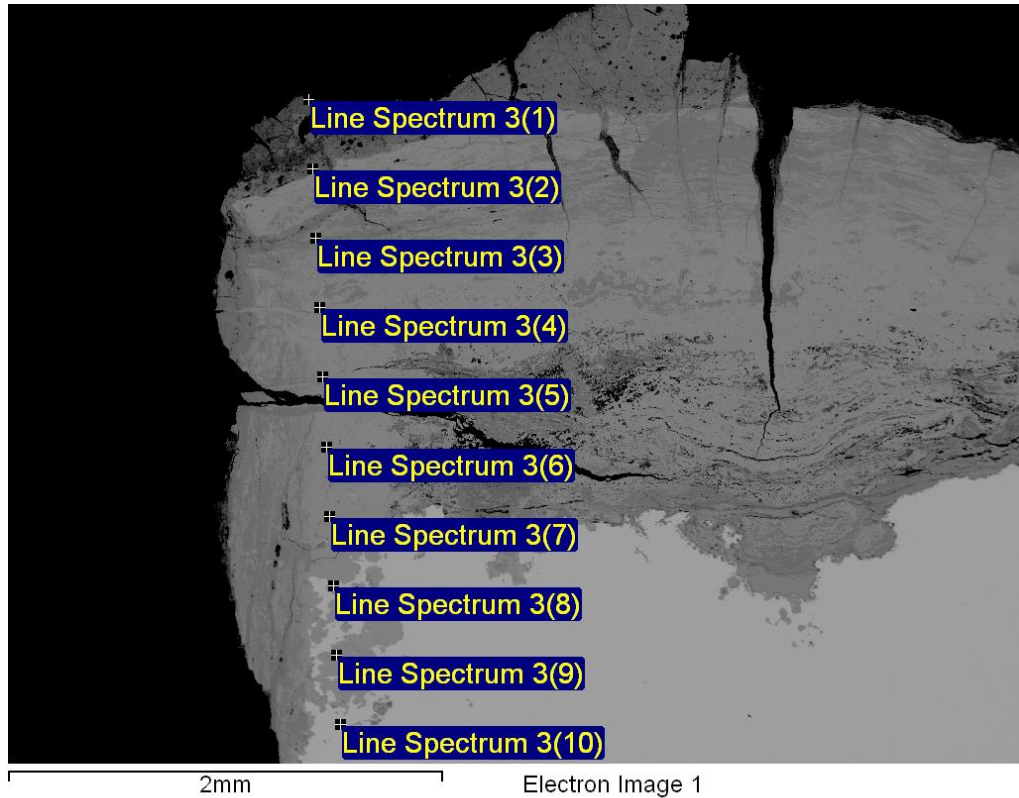 Line Spectrum 3(1)
Line Spectrum 3(2)
Line Spectrum 3(3)
Line Spectrum 3(4)
Line Spectrum 3(5)
Line Spectrum 3(6)
Line Spectrum 3(7)
Line Spectrum 3(8)
Line Spectrum 3(9)
Line Spectrum 3(10)
2mm Electron Image 1